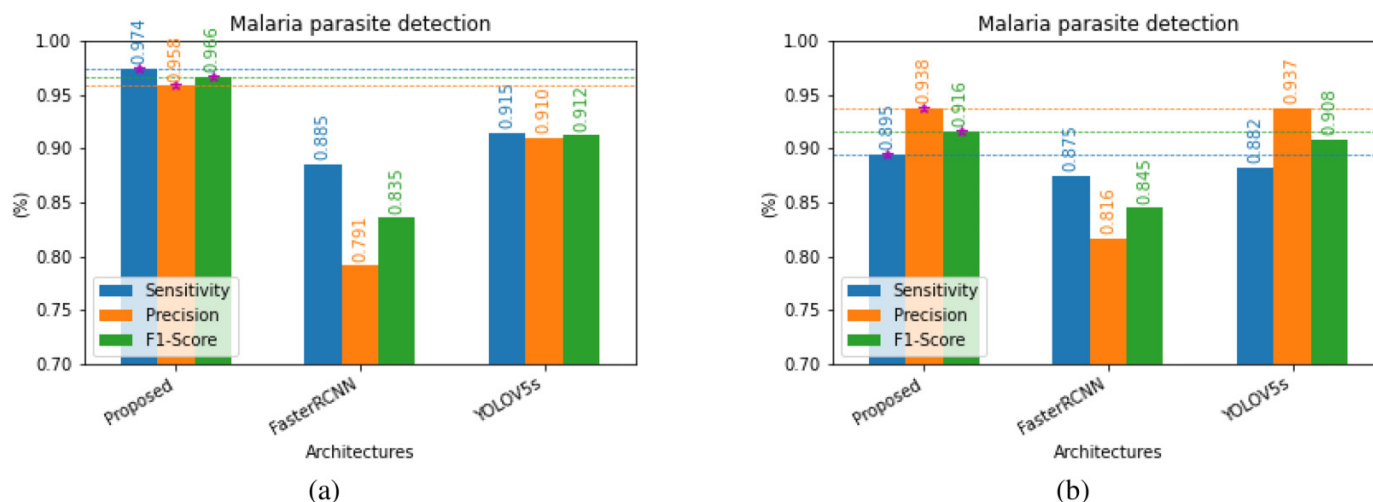 Malaria parasite detection
1.00
0.95
0.90
0.85
0.80
0.75
0.70
(%)
0.974
0.958
0.966
0.885
0.791
0.835
0.915
0.910
0.912
Sensitivity
Precision
F1-Score
Proposed
FasterRCNN
YOLOV5s
Architectures
(a)
Malaria parasite detection
1.00
0.95
0.90
0.85
0.80
0.75
0.70
(%)
0.895
0.938
0.916
0.875
0.816
0.845
0.882
0.937
0.908
Sensitivity
Precision
F1-Score
Proposed
FasterRCNN
YOLOV5s
Architectures
(b)